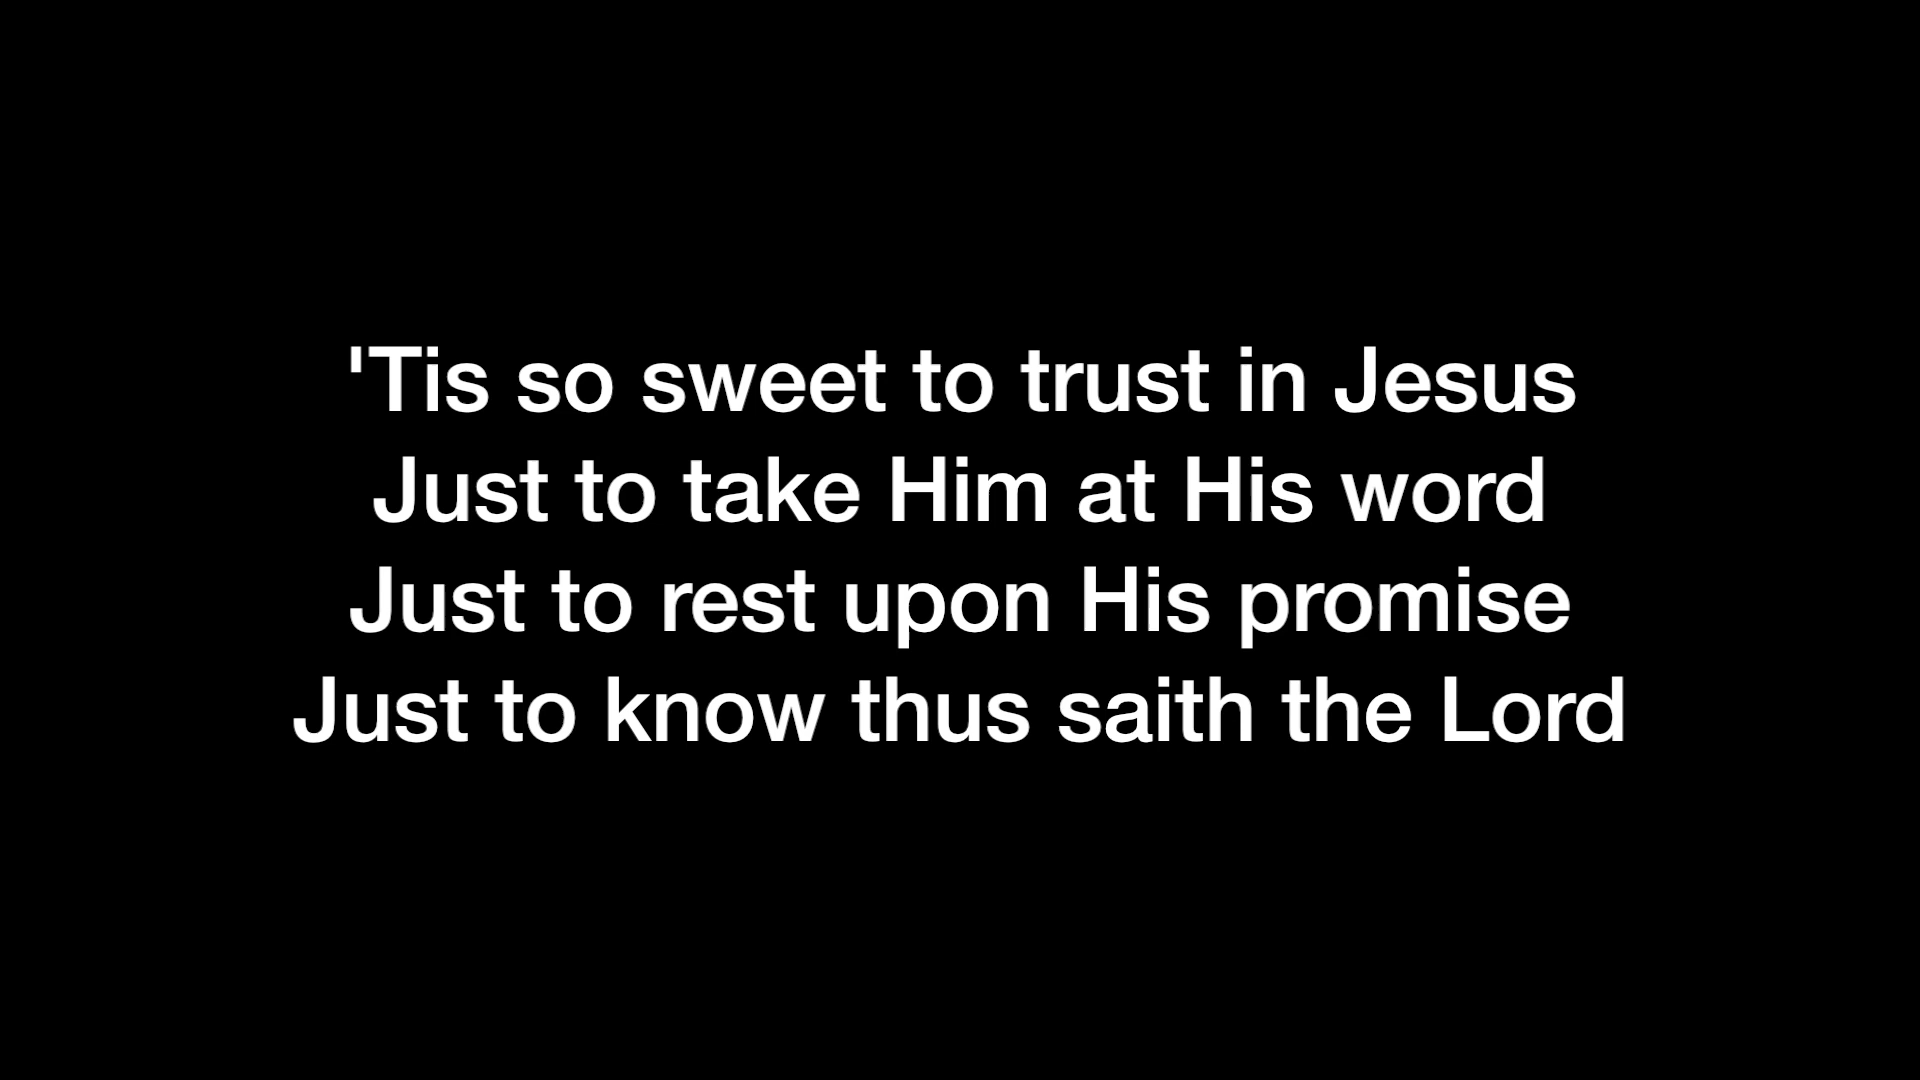 'Tis so sweet to trust in Jesus
Just to take Him at His word
Just to rest upon His promise
Just to know thus saith the Lord